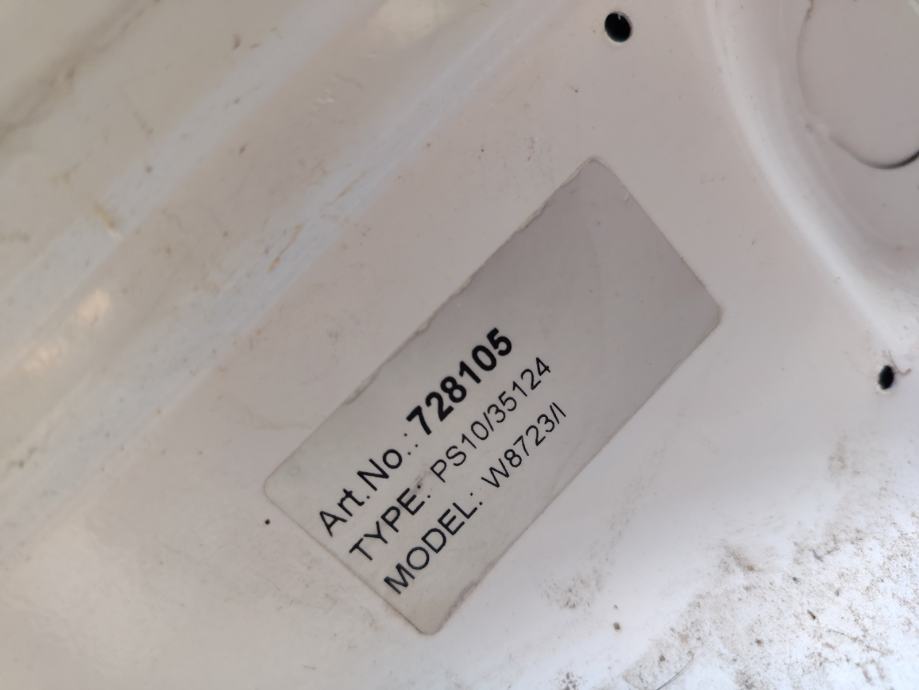 Art.No.: 728105
TYPE: PS10/35124
MODEL: W8723/I